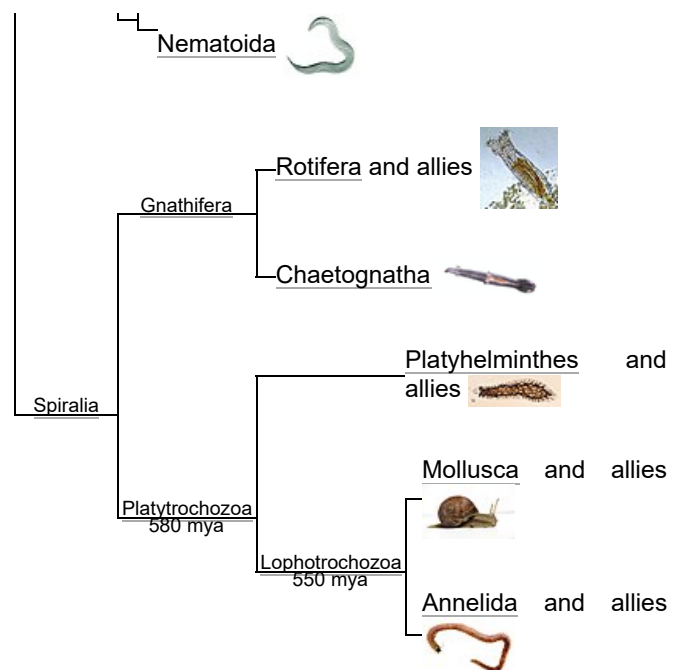 Nematoida
Rotifera and allies
Gnathifera
Chaetognatha
Platyhelminthes and
allies
Spiralia
Mollusca and allies
Platytrochozoa
580 mya
Lophotrochozoa
550 mya
Annelida and allies